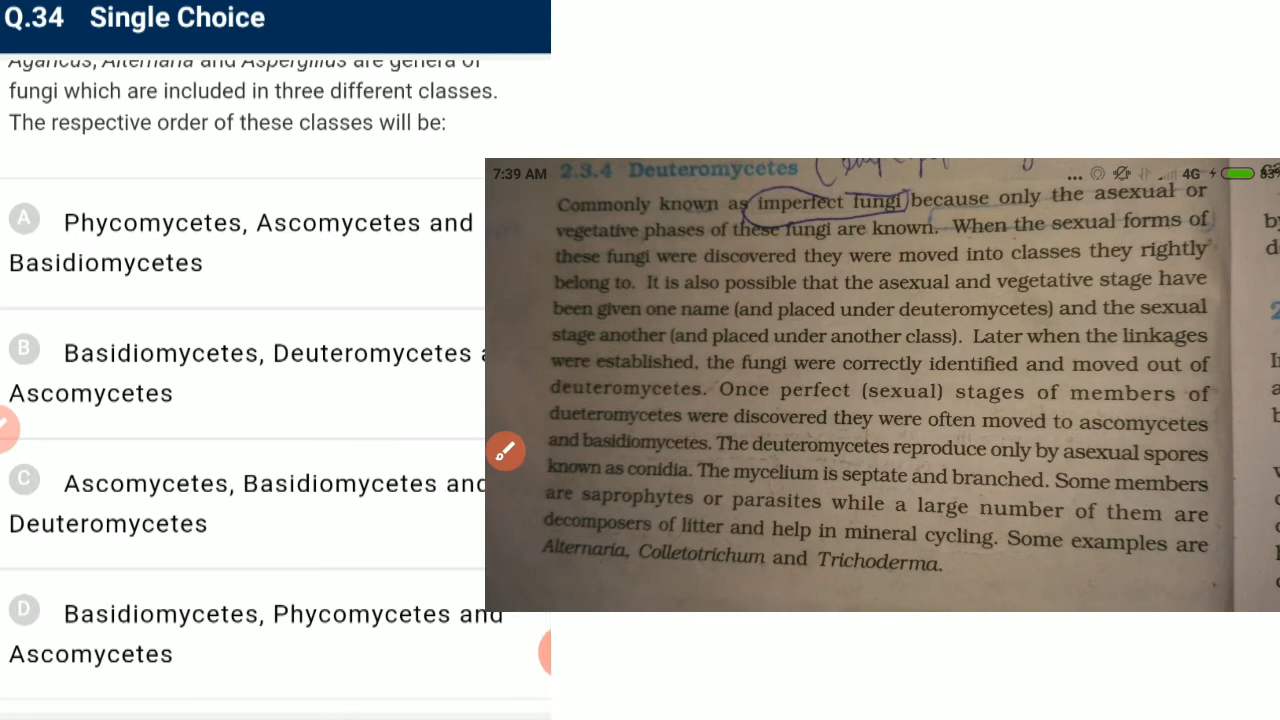 Q.34 Single Choice
Agaricus, Alternaria and Aspergillus are genera of
fungi which are included in three different classes.
The respective order of these classes will be:
A Phycometes, Ascomycetes and
Basidiomycetes
B Basidiomycetes, Deuteromycetes
Ascomycetes
C Ascomycetes, Basidiomycetes and
Deuteromycetes
D Basidiomycetes, Phycomycetes and
Ascomycetes
7:39 AM
4G
83%
2.3.4 Deuteromycetes
Commonly known as imperfect fungi because only the asexual or
vegetative phases of these fungi are known. When the sexual forms of
these fungi were discovered they were moved into classes they rightly
belong to. It is also possible that the asexual and vegetative stage have
been given one name (and placed under deuteromycetes) and the sexual
stage another (and placed under another class). Later when the linkages
were established, the fungi were correctly identified and moved out of
deuteromycetes. Once perfect (sexual) stages of members of
dueteromycetes were discovered they were often moved to ascomycetes
and basidiomycetes. The deuteromycetes reproduce only by asexual spores
known as conidia. The mycelium is septate and branched. Some members
are saprophytes or parasites while a large number of them are
decomposers of litter and help in mineral cycling. Some examples are
Alternaria, Colletotrichum and Trichoderma.